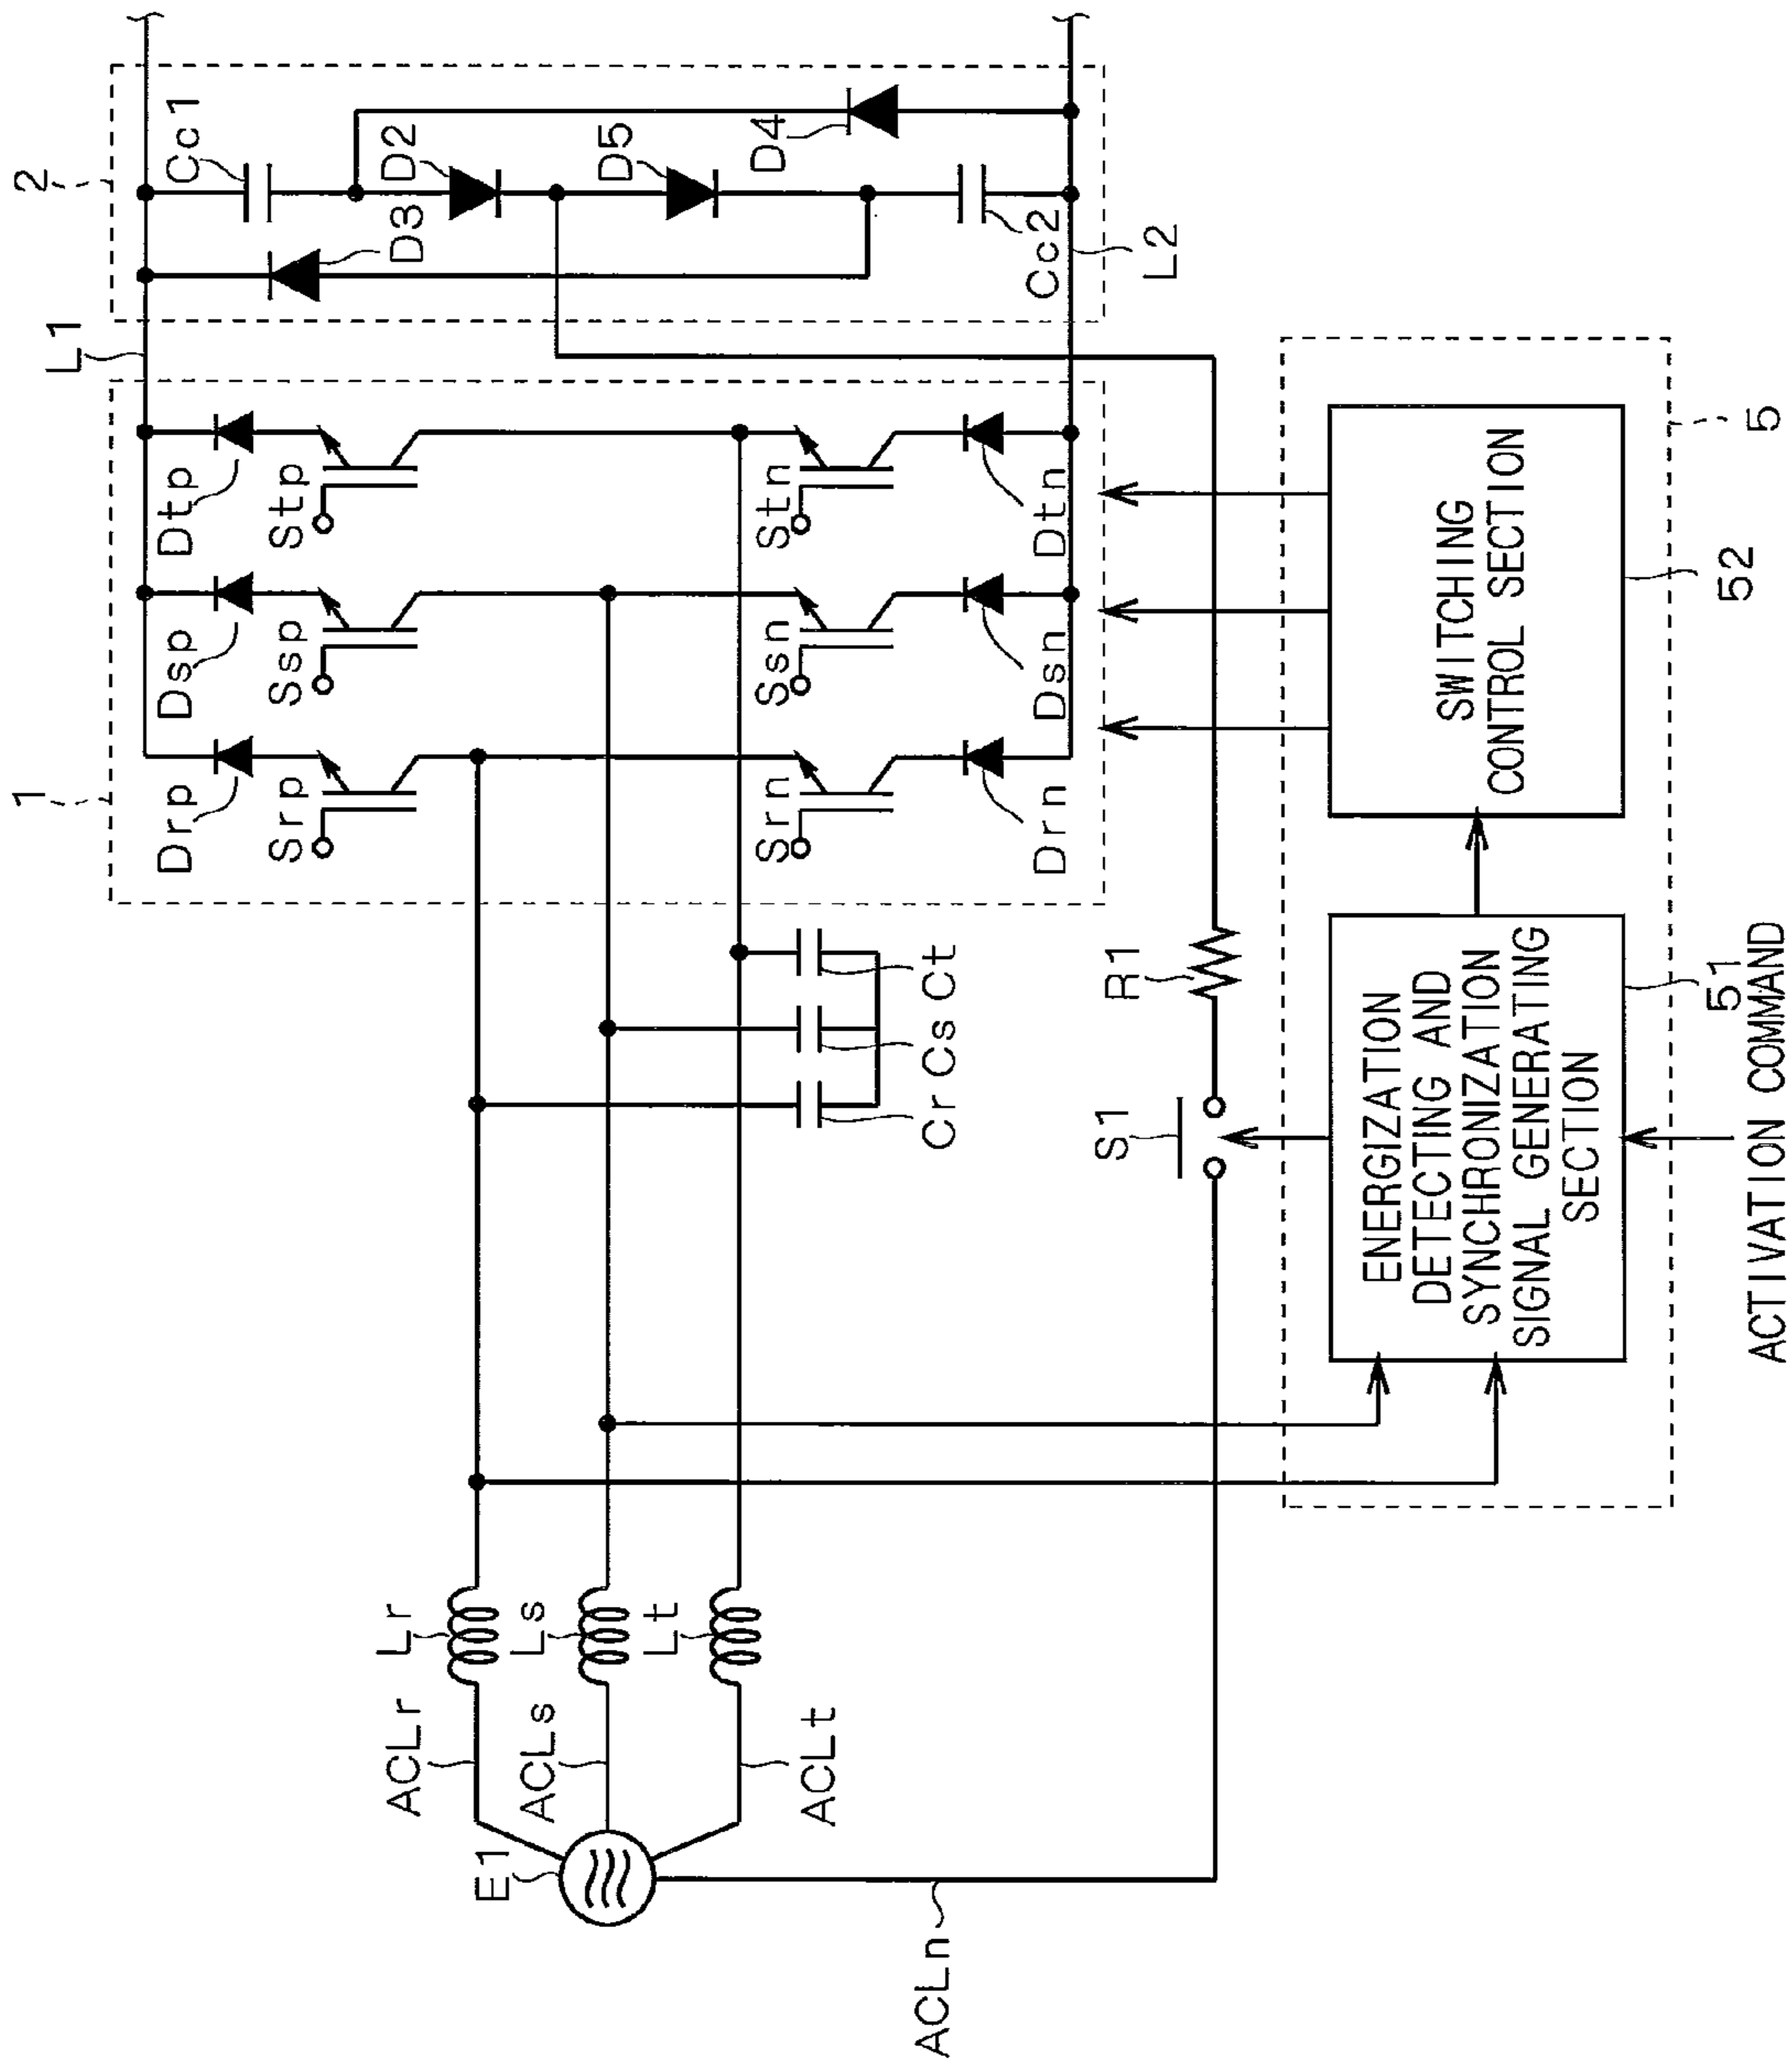 E1
ACLr
ACLs
ACLt
ACLn
Lr
Ls
Lt
Cr
Cs
Ct
S1
R1
1
Drp
Dsp
Dtp
Srp
Ssp
Stp
Srn
Ssn
Stn
Drn
Dsn
Dtn
L1
L2
2
Cc1
D2
D3
D5
D4
Cc2
ENERGIZATION
DETECTING AND
SYNCHRONIZATION
SIGNAL GENERATING
SECTION
51
SWITCHING
CONTROL SECTION
552
5
ACTIVATION COMMAND